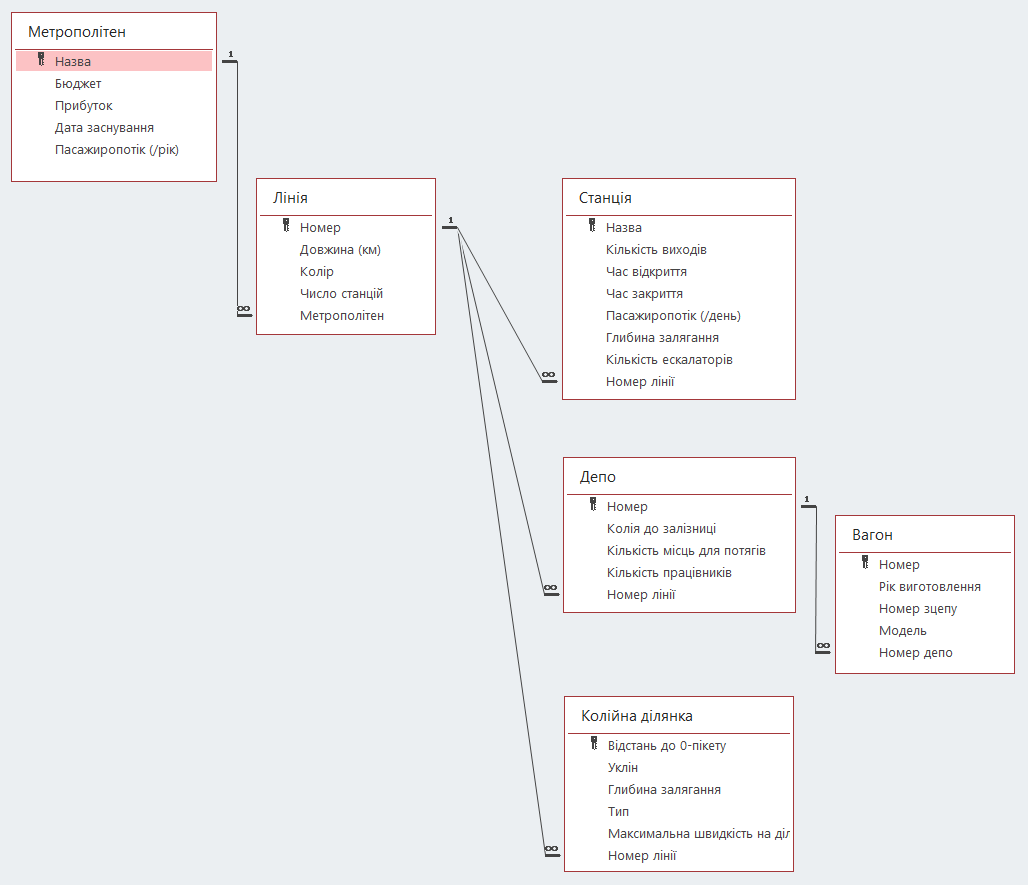 Метрополітен
Назва
Бюджет
Прибуток
Дата заснування
Пасажиропотік (/рік)
1
∞
Лінія
Номер
Довжина (км)
Колір
Число станцій
Метрополітен
1
Станція
Назва
Кількість виходів
Час відкриття
Час закриття
Пасажиропотік (/день)
Глибина залягання
Кількість ескалаторів
Номер лінії
∞
Депо
Номер
Колія до залізниці
Кількість місць для потягів
Кількість працівників
Номер лінії
∞
1
Вагон
Номер
Рік виготовлення
Номер зцепу
Модель
Номер депо
∞
Колійна ділянка
Відстань до 0-пікету
Уклін
Глибина залягання
Тип
Максимальна швидкість на діл
Номер лінії
∞